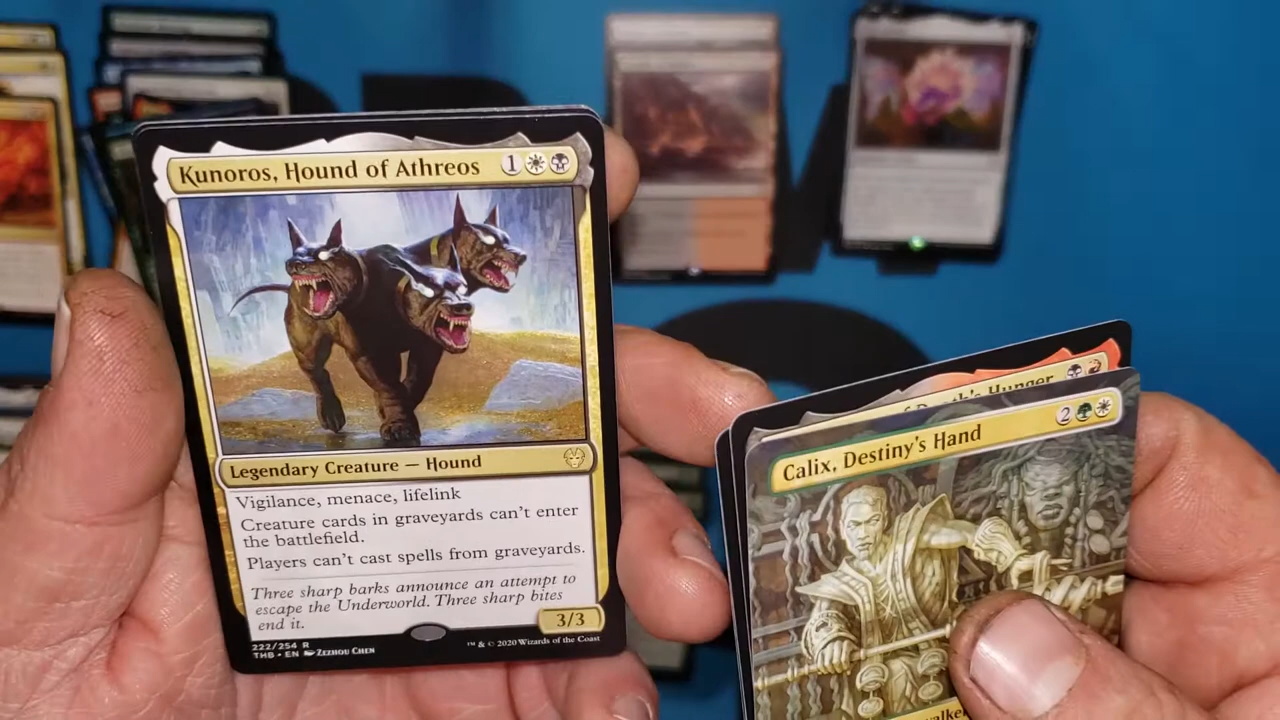 Kunoros, Hound of Athreos 1
Legendary Creature — Hound
Vigilance, menace, lifelink
Creature cards in graveyards can't enter
the battlefield.
Players can't cast spells from graveyards.
Three sharp barks announce an attempt to
escape the Underworld. Three sharp bites
end it.
3/3
222/254 R
THB • EN ZEZHOU CHEN
™ & © 2020 Wizards of the Coast
of Death's Hunger
Calix, Destiny's Hand 2